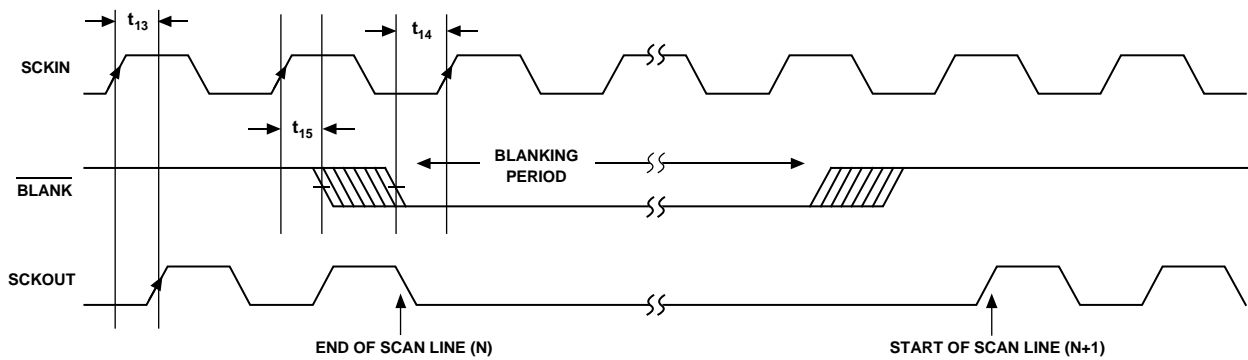 t13
t14
SCKIN
t15
BLANKING
PERIOD
BLANK
SCKOUT
END OF SCAN LINE (N)
START OF SCAN LINE (N+1)